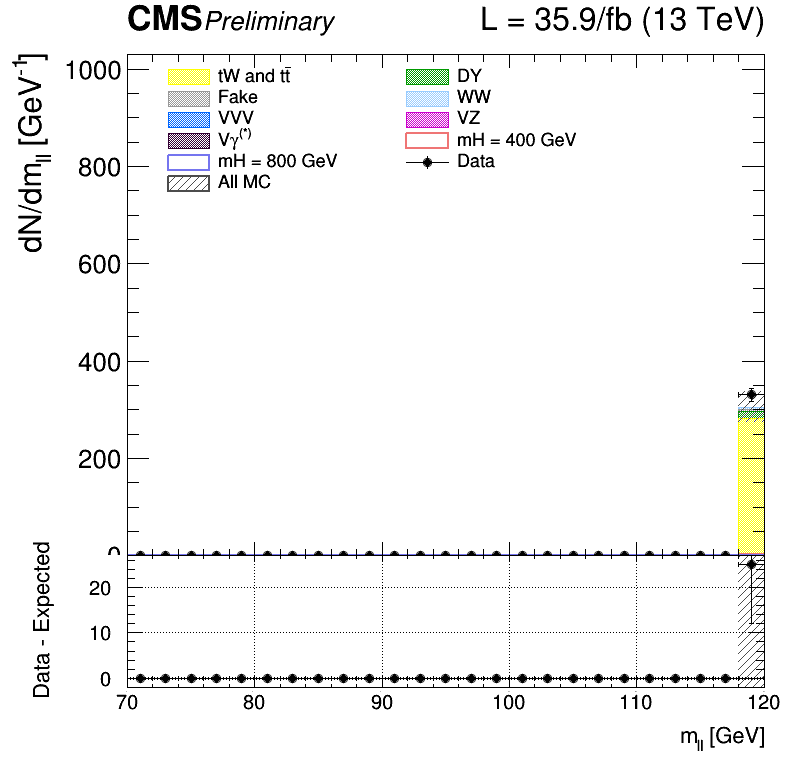 CMS Preliminary L = 35.9/fb (13 TeV)
dN/dm_ll [GeV^-1]
1000
800
600
400
200
0
tW and tt̄
DY
Fake
WW
VVV
VZ
Vγ^(*)
mH = 400 GeV
mH = 800 GeV
Data
All MC
Data - Expected
20
10
0
70 80 90 100 110 120
m_ll [GeV]